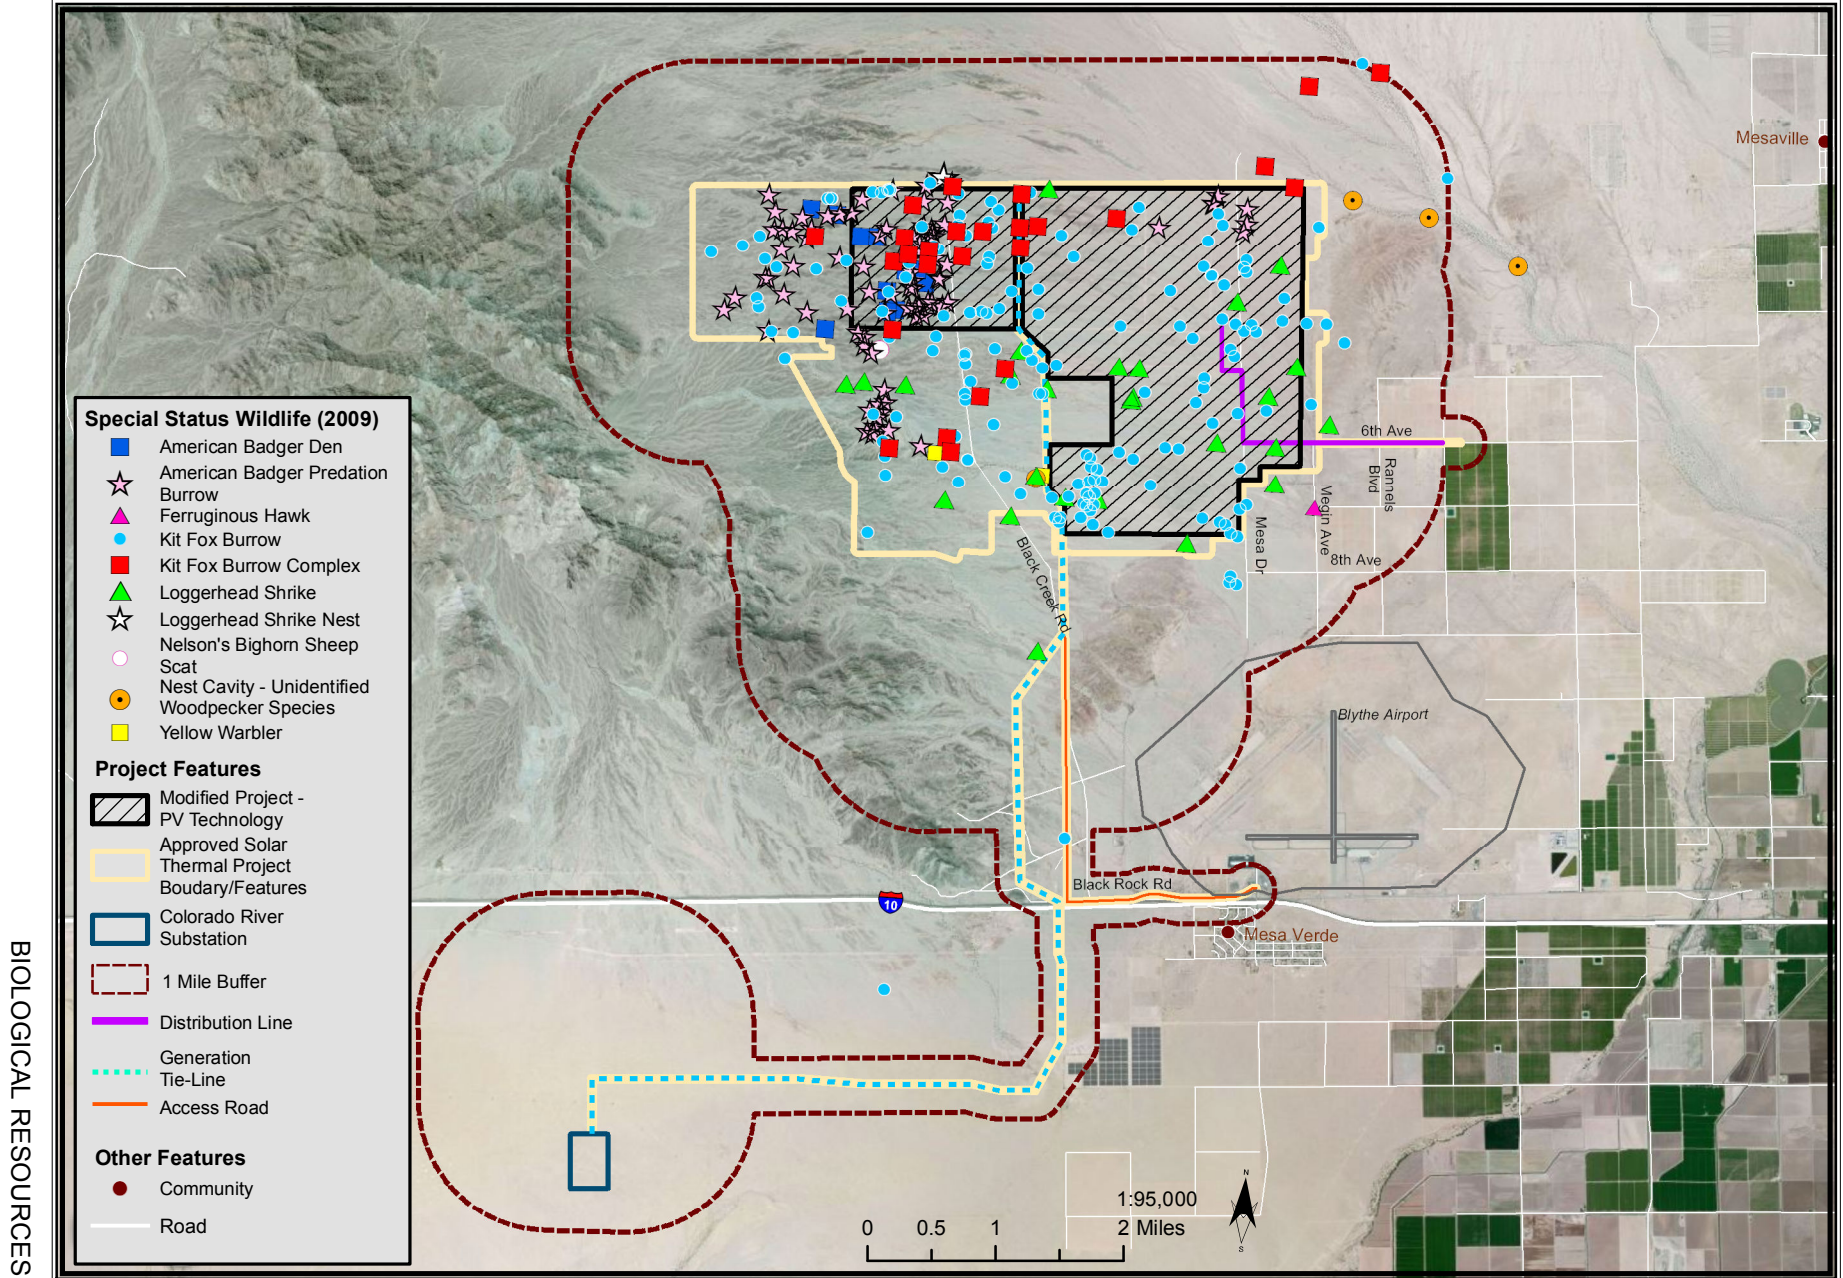 BIOLOGICAL RESOURCES
Special Status Wildlife (2009)
American Badger Den
American Badger Predation
Burrow
Ferruginous Hawk
Kit Fox Burrow
Kit Fox Burrow Complex
Loggerhead Shrike
Loggerhead Shrike Nest
Nelson's Bighorn Sheep
Scat
Nest Cavity - Unidentified
Woodpecker Species
Yellow Warbler
Project Features
Modified Project -
PV Technology
Approved Solar
Thermal Project
Boudary/Features
Colorado River
Substation
1 Mile Buffer
Distribution Line
Generation
Tie-Line
Access Road
Other Features
Community
Road
Mesaville
6th Ave
Rannels
Blvd
Megin Ave
Mesa Dr
8th Ave
Black Creek Rd
Blythe Airport
Black Rock Rd
10
Mesa Verde
1:95,000
0 0.5 1 2 Miles
N
S